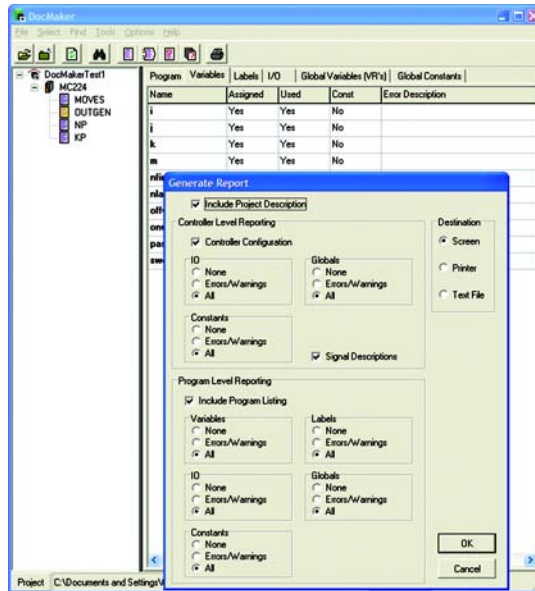 DocMaker
File Select Find Tools Options Help
DocMakerTest1
MC224
MOVES
OUTGEN
NP
KP
Program Variables Labels I/O Global Variables (VR's) Global Constants
Name Assigned Used Const Error Description
i Yes Yes No
j Yes Yes No
k Yes Yes No
m Yes Yes No
Generate Report
Include Project Description
Controller Level Reporting
Controller Configuration
IO
None
Errors/Warnings
All
Globals
None
Errors/Warnings
All
Constants
None
Errors/Warnings
All
Signal Descriptions
Destination
Screen
Printer
Text File
Program Level Reporting
Include Program Listing
Variables
None
Errors/Warnings
All
Labels
None
Errors/Warnings
All
IO
None
Errors/Warnings
All
Globals
None
Errors/Warnings
All
Constants
None
Errors/Warnings
All
OK
Cancel
Project C:\Documents and Settings\